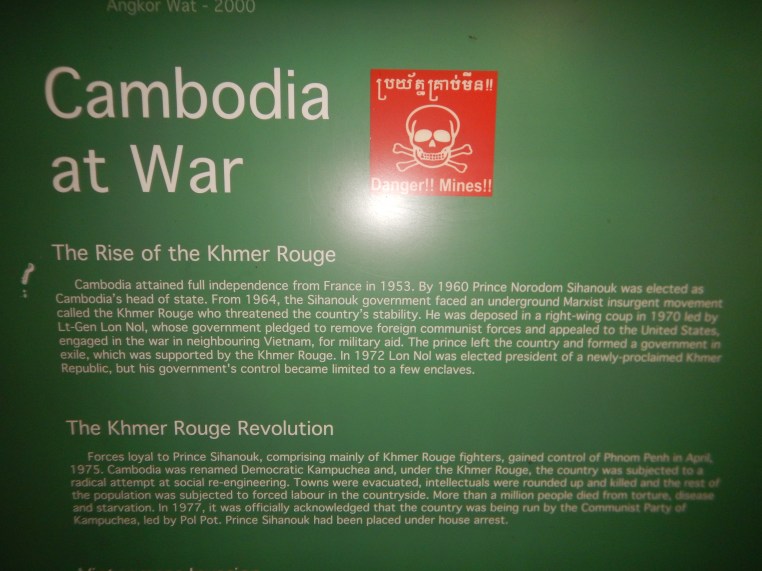 Angkor Wat - 2000
Cambodia
at War
ប្រយ័ត្នគ្រាប់មីន!!
Danger!! Mines!!
The Rise of the Khmer Rouge
Cambodia attained full independence from France in 1953. By 1960 Prince Norodom Sihanouk was elected as
Cambodia's head of state. From 1964, the Sihanouk government faced an underground Marxist insurgent movement
called the Khmer Rouge who threatened the country's stability. He was deposed in a right-wing coup in 1970 led by
Lt-Gen Lon Nol, whose government pledged to remove foreign communist forces and appealed to the United States,
engaged in the war in neighbouring Vietnam, for military aid. The prince left the country and formed a government in
exile, which was supported by the Khmer Rouge. In 1972 Lon Nol was elected president of a newly-proclaimed Khmer
Republic, but his government's control became limited to a few enclaves.
The Khmer Rouge Revolution
Forces loyal to Prince Sihanouk, comprising mainly of Khmer Rouge fighters, gained control of Phnom Penh in April,
1975. Cambodia was renamed Democratic Kampuchea and, under the Khmer Rouge, the country was subjected to a
radical attempt at social re-engineering. Towns were evacuated, intellectuals were rounded up and killed and the rest of
the population was subjected to forced labour in the countryside. More than a million people died from torture, disease
and starvation. In 1977, it was officially acknowledged that the country was being run by the Communist Party of
Kampuchea, led by Pol Pot. Prince Sihanouk had been placed under house arrest.